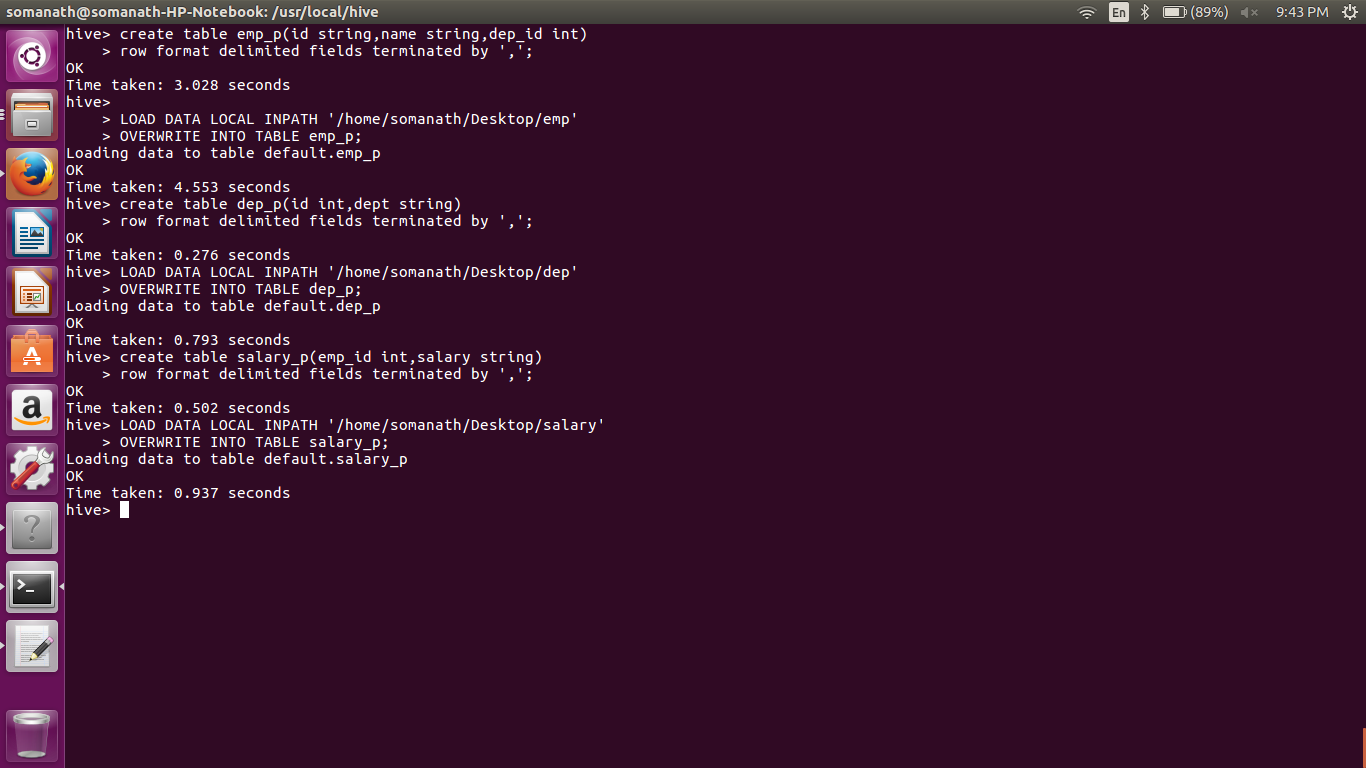 somanath@somanath-HP-Notebook: /usr/local/hive
En
(89%)
9:43 PM
hive> create table emp_p(id string,name string,dep_id int)
    > row format delimited fields terminated by ',';
OK
Time taken: 3.028 seconds
hive>
    > LOAD DATA LOCAL INPATH '/home/somanath/Desktop/emp'
    > OVERWRITE INTO TABLE emp_p;
Loading data to table default.emp_p
OK
Time taken: 4.553 seconds
hive> create table dep_p(id int,dept string)
    > row format delimited fields terminated by ',';
OK
Time taken: 0.276 seconds
hive> LOAD DATA LOCAL INPATH '/home/somanath/Desktop/dep'
    > OVERWRITE INTO TABLE dep_p;
Loading data to table default.dep_p
OK
Time taken: 0.793 seconds
hive> create table salary_p(emp_id int,salary string)
    > row format delimited fields terminated by ',';
OK
Time taken: 0.502 seconds
hive> LOAD DATA LOCAL INPATH '/home/somanath/Desktop/salary'
    > OVERWRITE INTO TABLE salary_p;
Loading data to table default.salary_p
OK
Time taken: 0.937 seconds
hive>